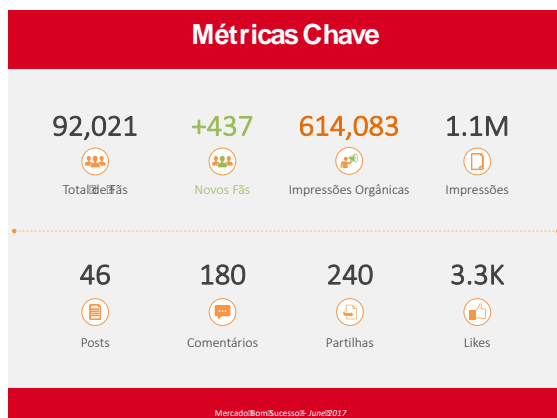 Métricas Chave
92,021 +437 614,083 1.1M
Total de Fãs Novos Fãs Impressões Orgânicas Impressões
46 180 240 3.3K
Posts Comentários Partilhas Likes
Mercado Bom Sucesso – June 2017